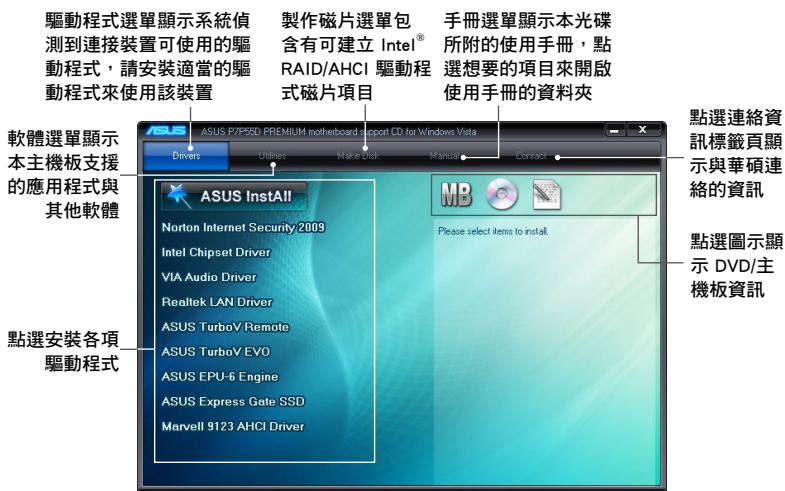 驅動程式選單顯示系統偵
測到連接裝置可使用的驅
動程式，請安裝適當的驅
動程式來使用該裝置
製作磁片選單包
含有可建立 Intel®
RAID/AHCI 驅動程
式磁片項目
手冊選單顯示本光碟
所附的使用手冊，點
選想要的項目來開啟
使用手冊的資料夾
軟體選單顯示
本主機板支援
的應用程式與
其他軟體
點選連絡資
訊標籤頁顯
示與華碩連
絡的資訊
ASUS ASUS P7P55D PREMIUM motherboard support CD for Windows Vista
Drivers Utilities Make Disk Manual Contact
ASUS InstAll
MB
Norton Internet Security 2009
Please select items to install.
Intel Chipset Driver
VIA Audio Driver
Realtek LAN Driver
ASUS TurboV Remote
ASUS TurboV EVO
ASUS EPU-6 Engine
ASUS Express Gate SSD
Marvell 9123 AHCI Driver
點選圖示顯
示 DVD/主
機板資訊
點選安裝各項
驅動程式